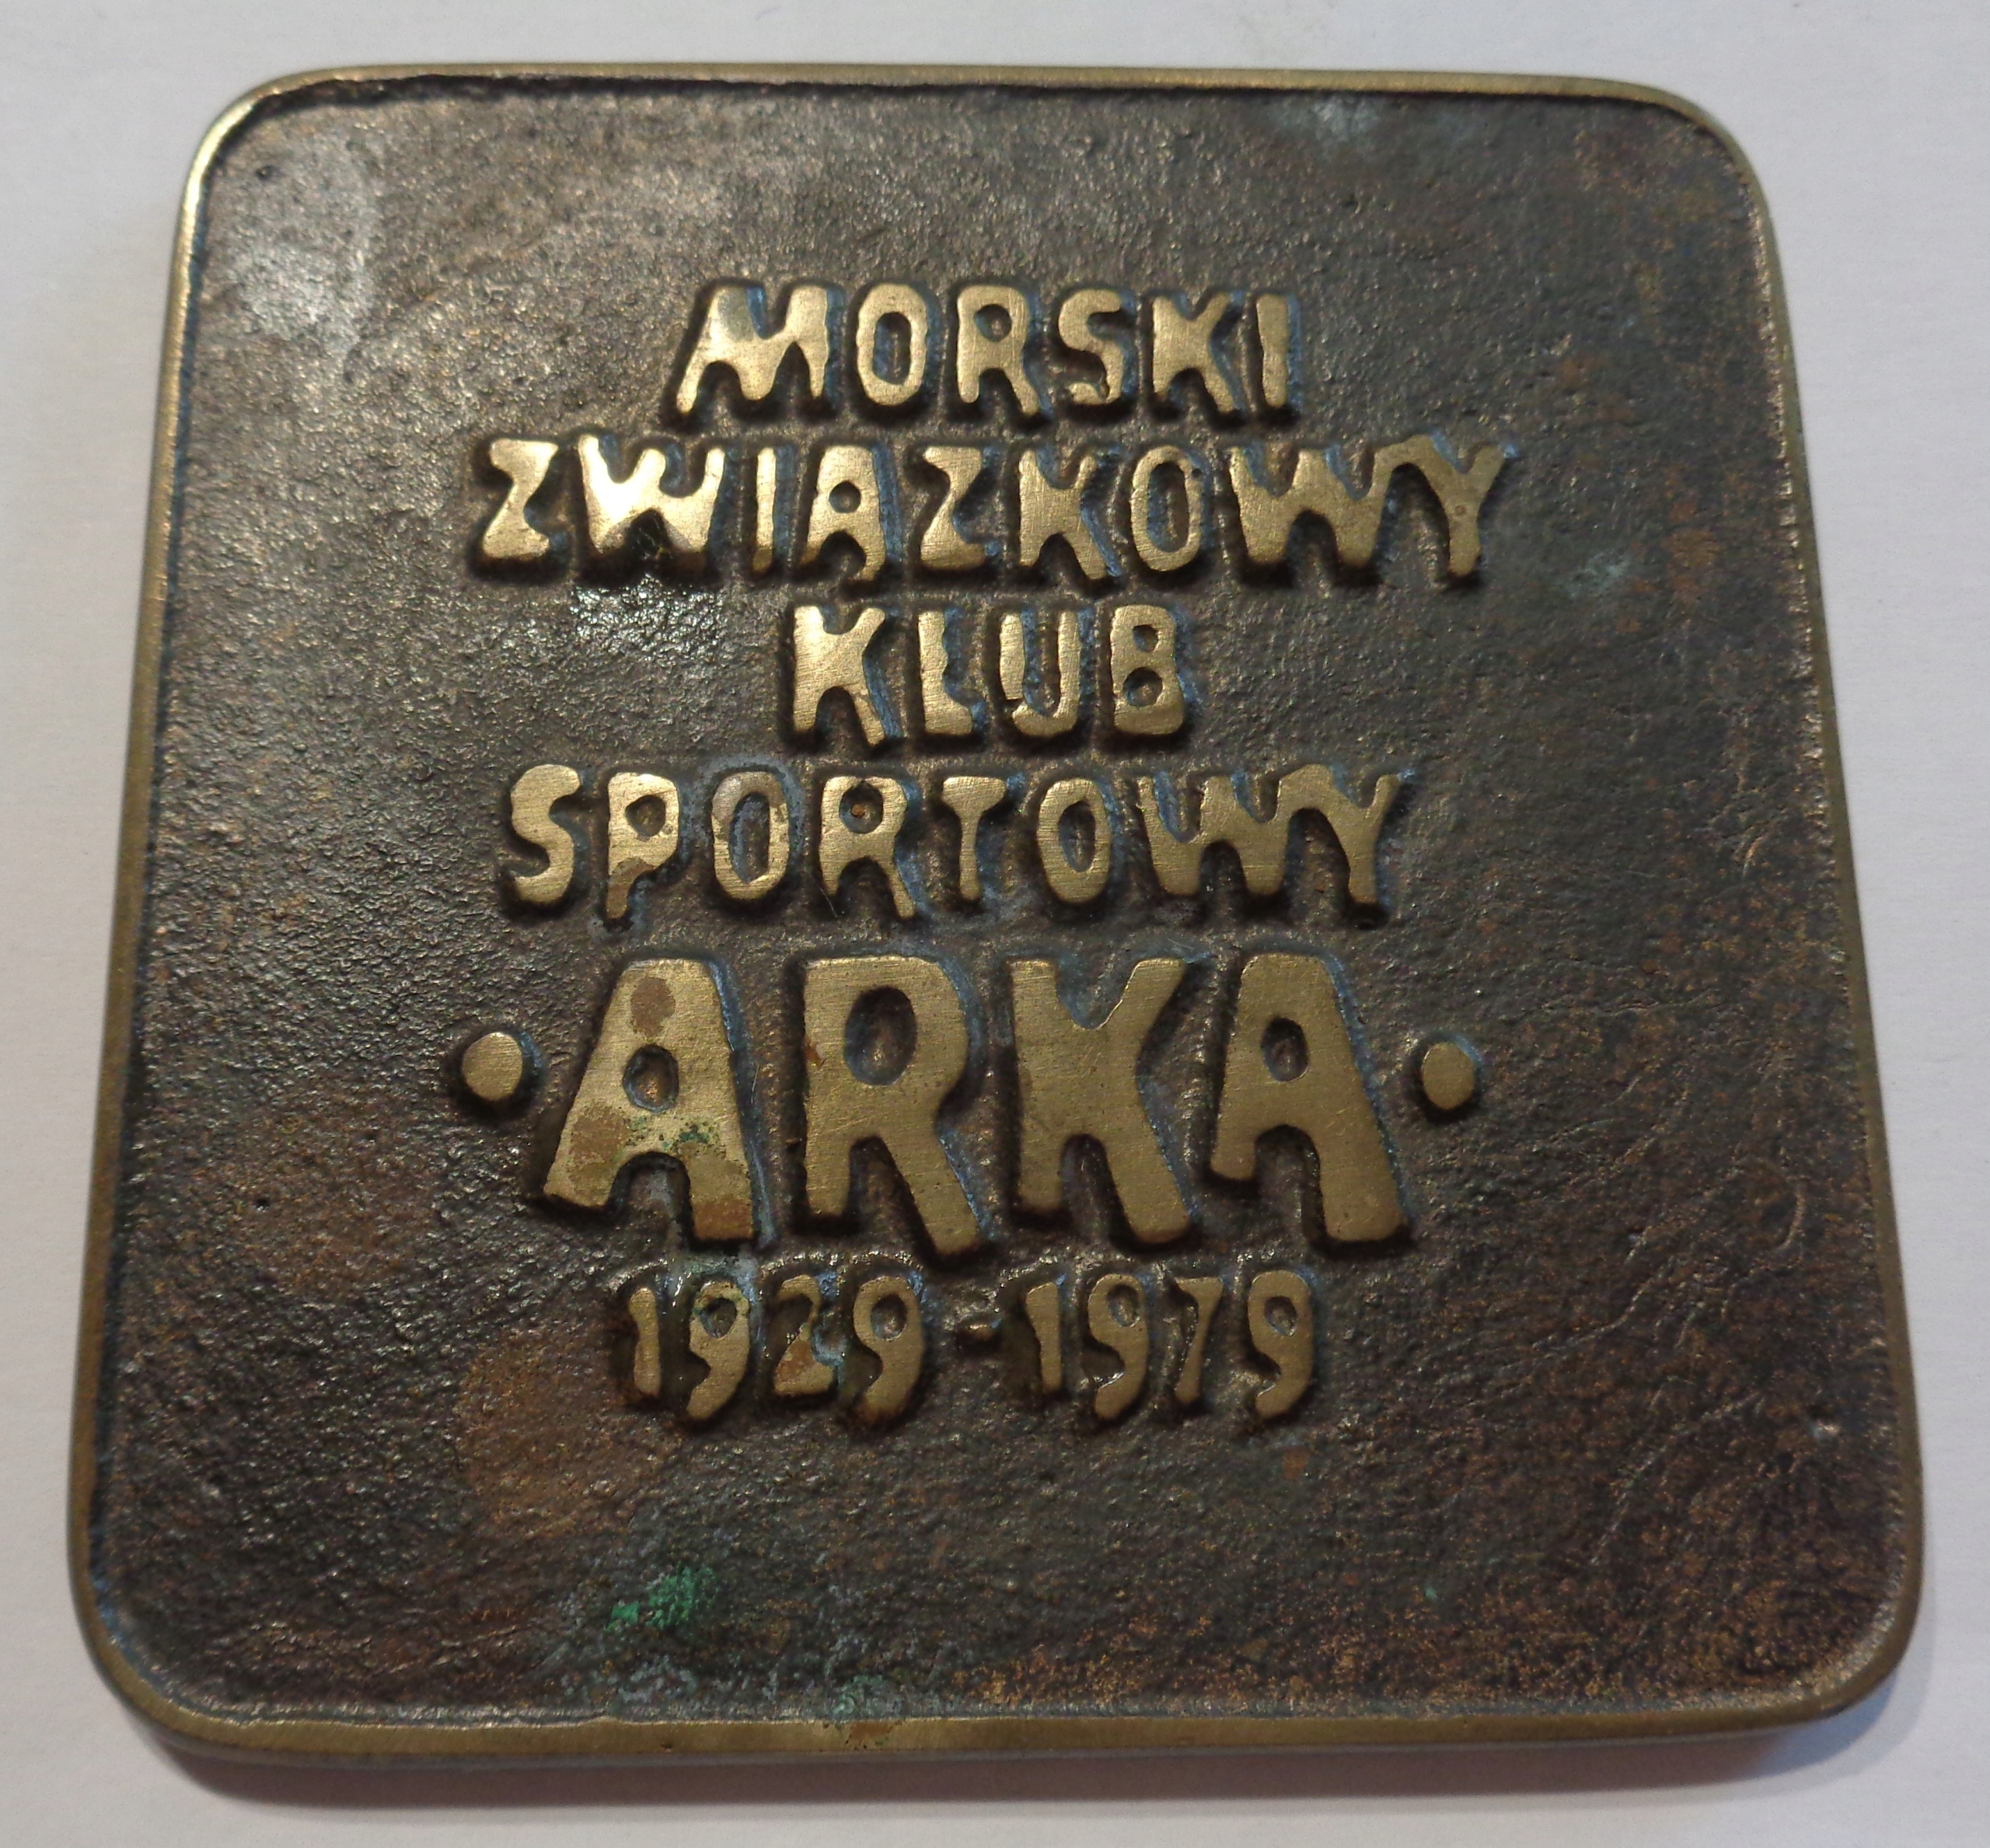 MORSKI
ZWIĄZKOWY
KLUB
SPORTOWY
•ARKA•
1929-1979